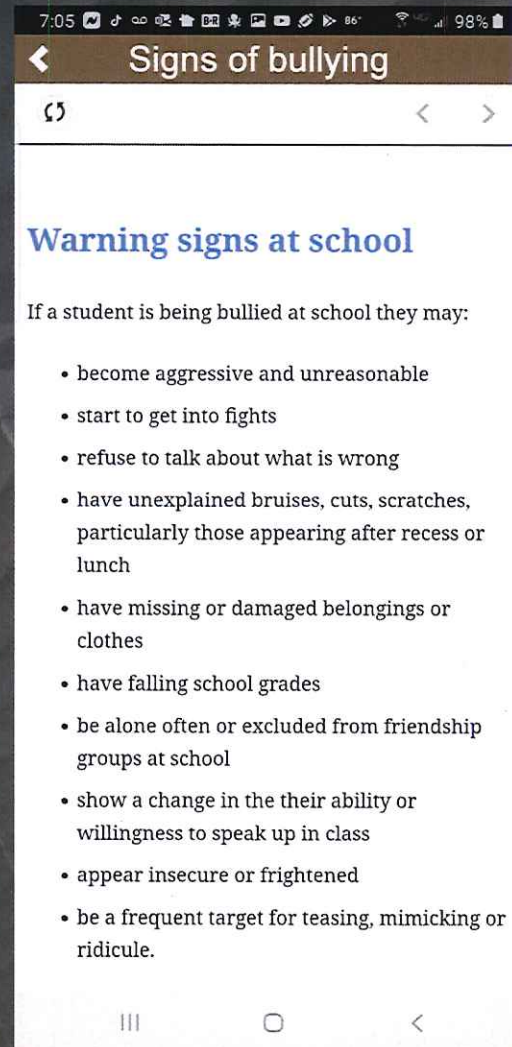 7:05 B-R 86° 98%
Signs of bullying
Warning signs at school
If a student is being bullied at school they may:
• become aggressive and unreasonable
• start to get into fights
• refuse to talk about what is wrong
• have unexplained bruises, cuts, scratches,
particularly those appearing after recess or
lunch
• have missing or damaged belongings or
clothes
• have falling school grades
• be alone often or excluded from friendship
groups at school
• show a change in the their ability or
willingness to speak up in class
• appear insecure or frightened
• be a frequent target for teasing, mimicking or
ridicule.